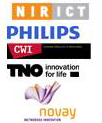 NIRICT
PHILIPS
CWI
TNO innovation
for life
novay